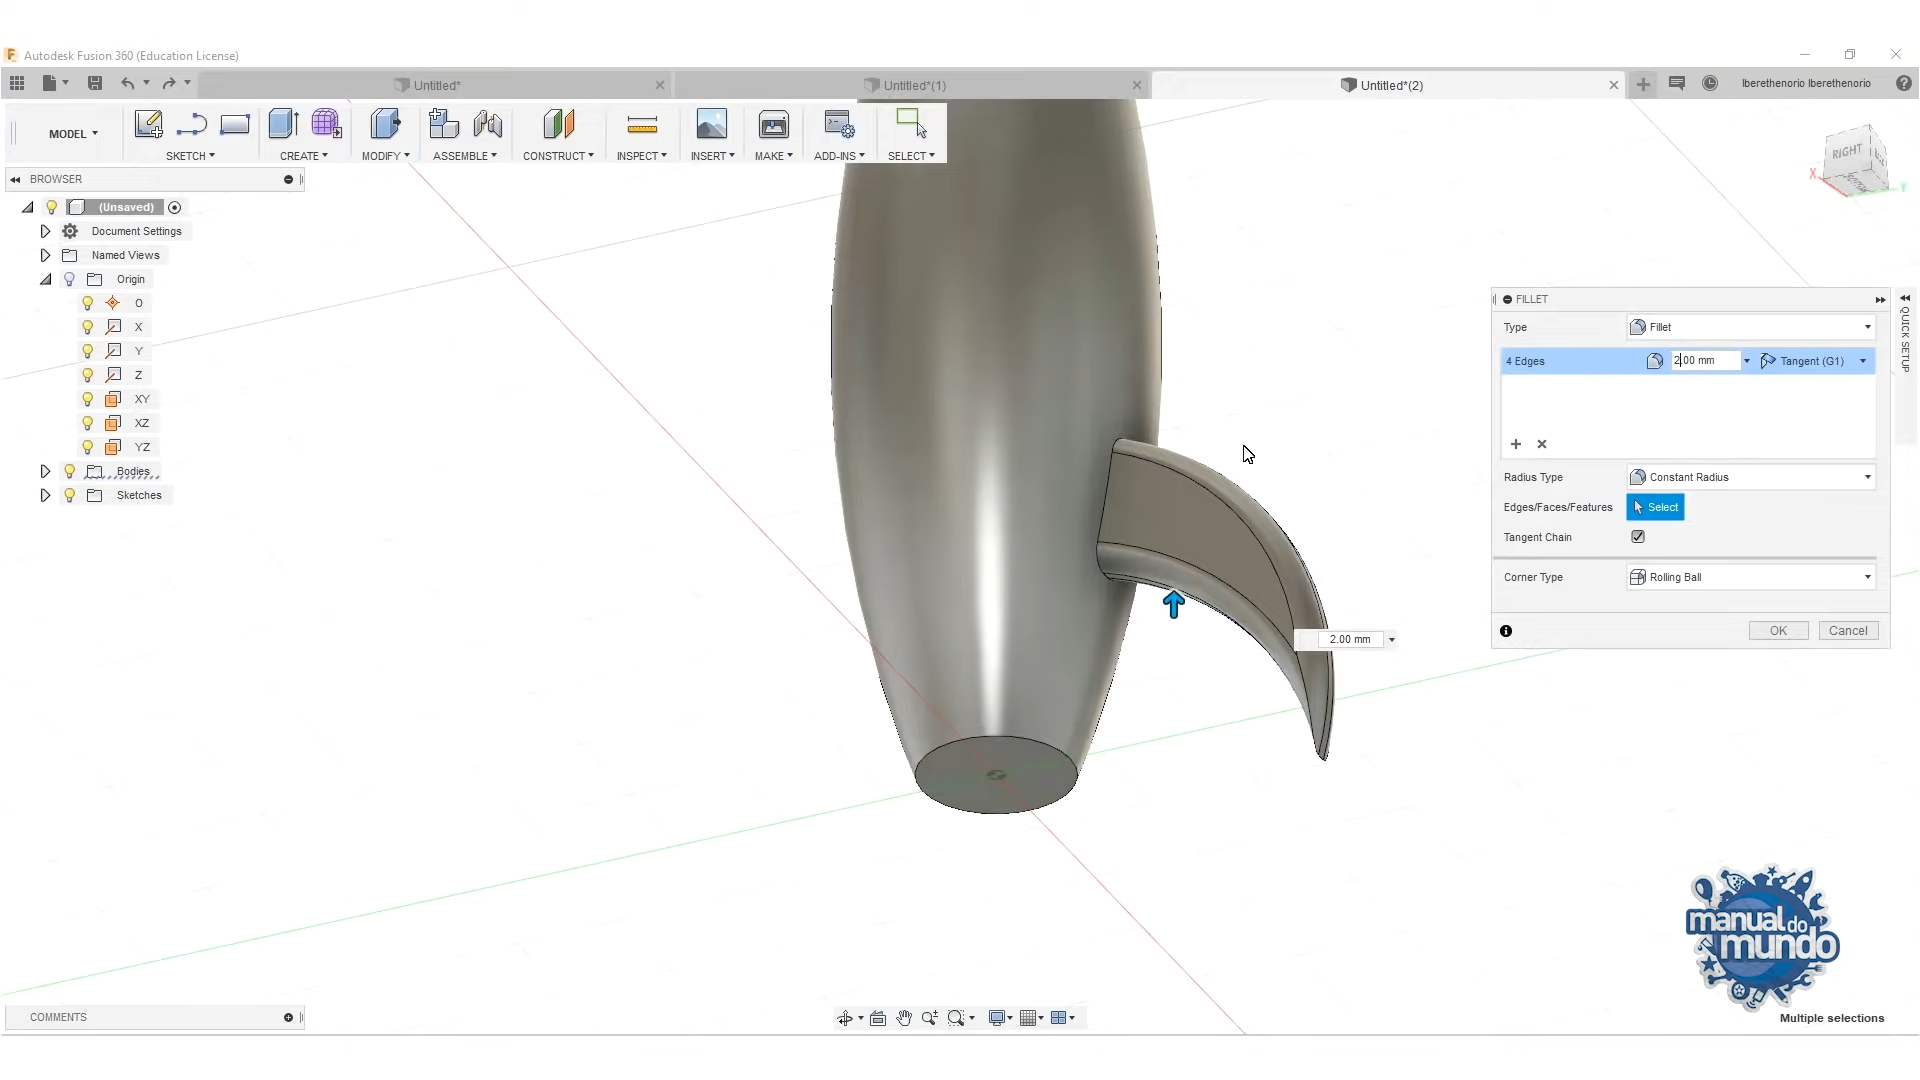 Autodesk Fusion 360 (Education License)
Untitled*
Untitled*(1)
Untitled*(2)
Iberethenorio Iberethenorio
MODEL
SKETCH
CREATE
MODIFY
ASSEMBLE
CONSTRUCT
INSPECT
INSERT
MAKE
ADD-INS
SELECT
BROWSER
(Unsaved)
Document Settings
Named Views
Origin
O
X
Y
Z
XY
XZ
YZ
Bodies
Sketches
RIGHT
BOTTOM
X
Y
FILLET
Type
Fillet
4 Edges
2.00 mm
Tangent (G1)
Radius Type
Constant Radius
Edges/Faces/Features
Select
Tangent Chain
Corner Type
Rolling Ball
OK
Cancel
QUICK SETUP
2.00 mm
manual do
mundo
COMMENTS
Multiple selections